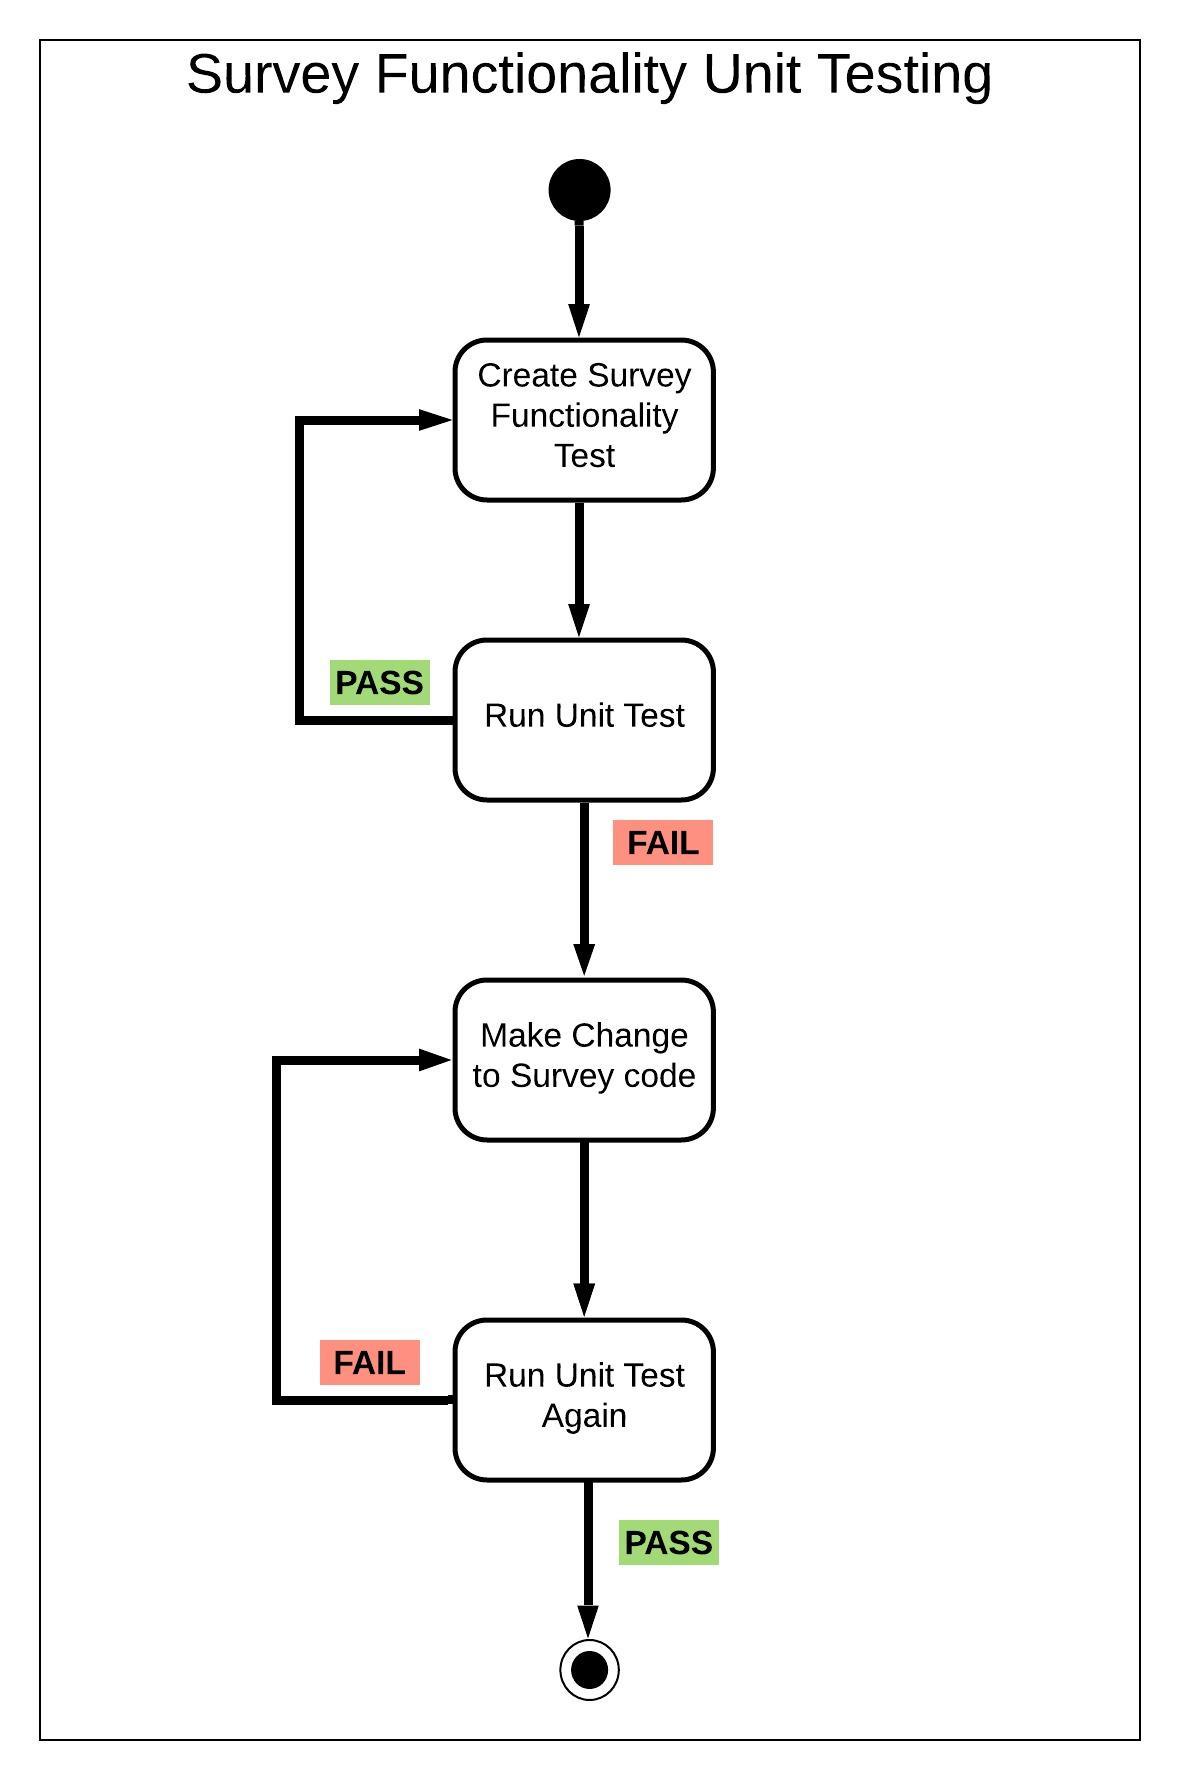 Survey Functionality Unit Testing
Create Survey
Functionality
Test
PASS
Run Unit Test
FAIL
Make Change
to Survey code
FAIL
Run Unit Test
Again
PASS